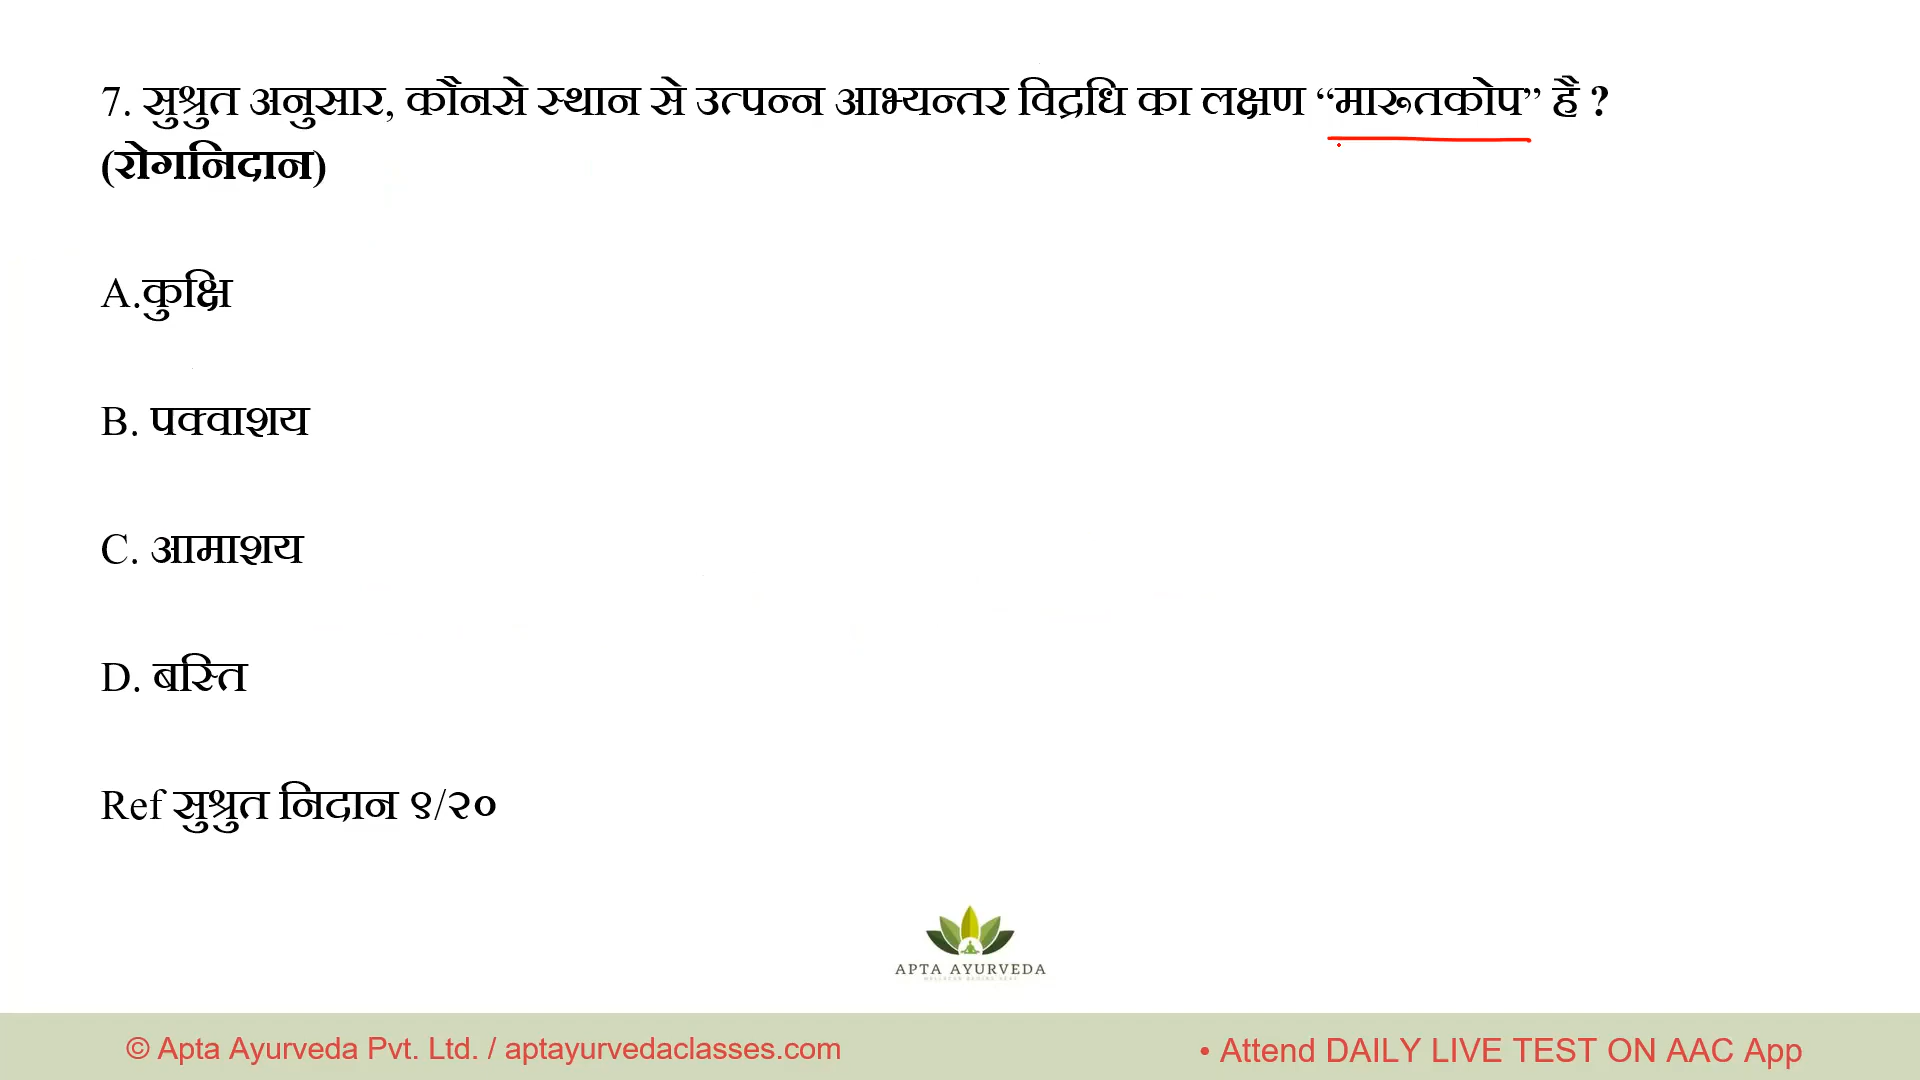 7. सुश्रुत अनुसार, कौनसे स्थान से उत्पन्न आभ्यन्तर विद्रधि का लक्षण “मारूतकोप” है ?
(रोगनिदान)
A.कुक्षि
B. पक्वाशय
C. आमाशय
D. बस्ति
Ref सुश्रुत निदान ९/२०
APTA AYURVEDA
© Apta Ayurveda Pvt. Ltd. / aptayurvedaclasses.com
• Attend DAILY LIVE TEST ON AAC App